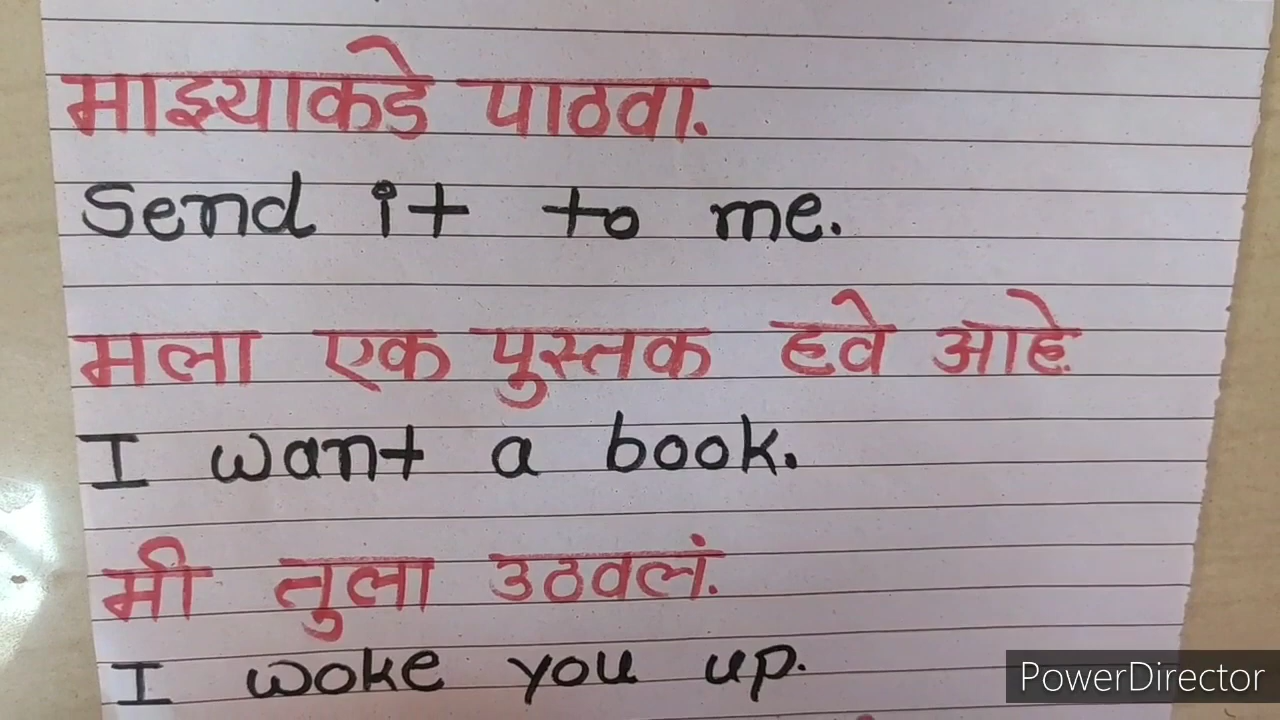 माझ्याकडे पाठवा.
Send it to me.
मला एक पुस्तक हवे आहे.
I want a book.
मी तुला उठवलं.
I woke you up.
PowerDirector